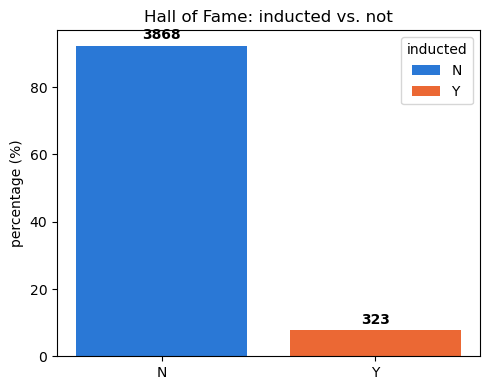 Hall of Fame: inducted vs. not
3868
inducted
N
Y
percentage (%)
80
60
40
20
0
323
N
Y